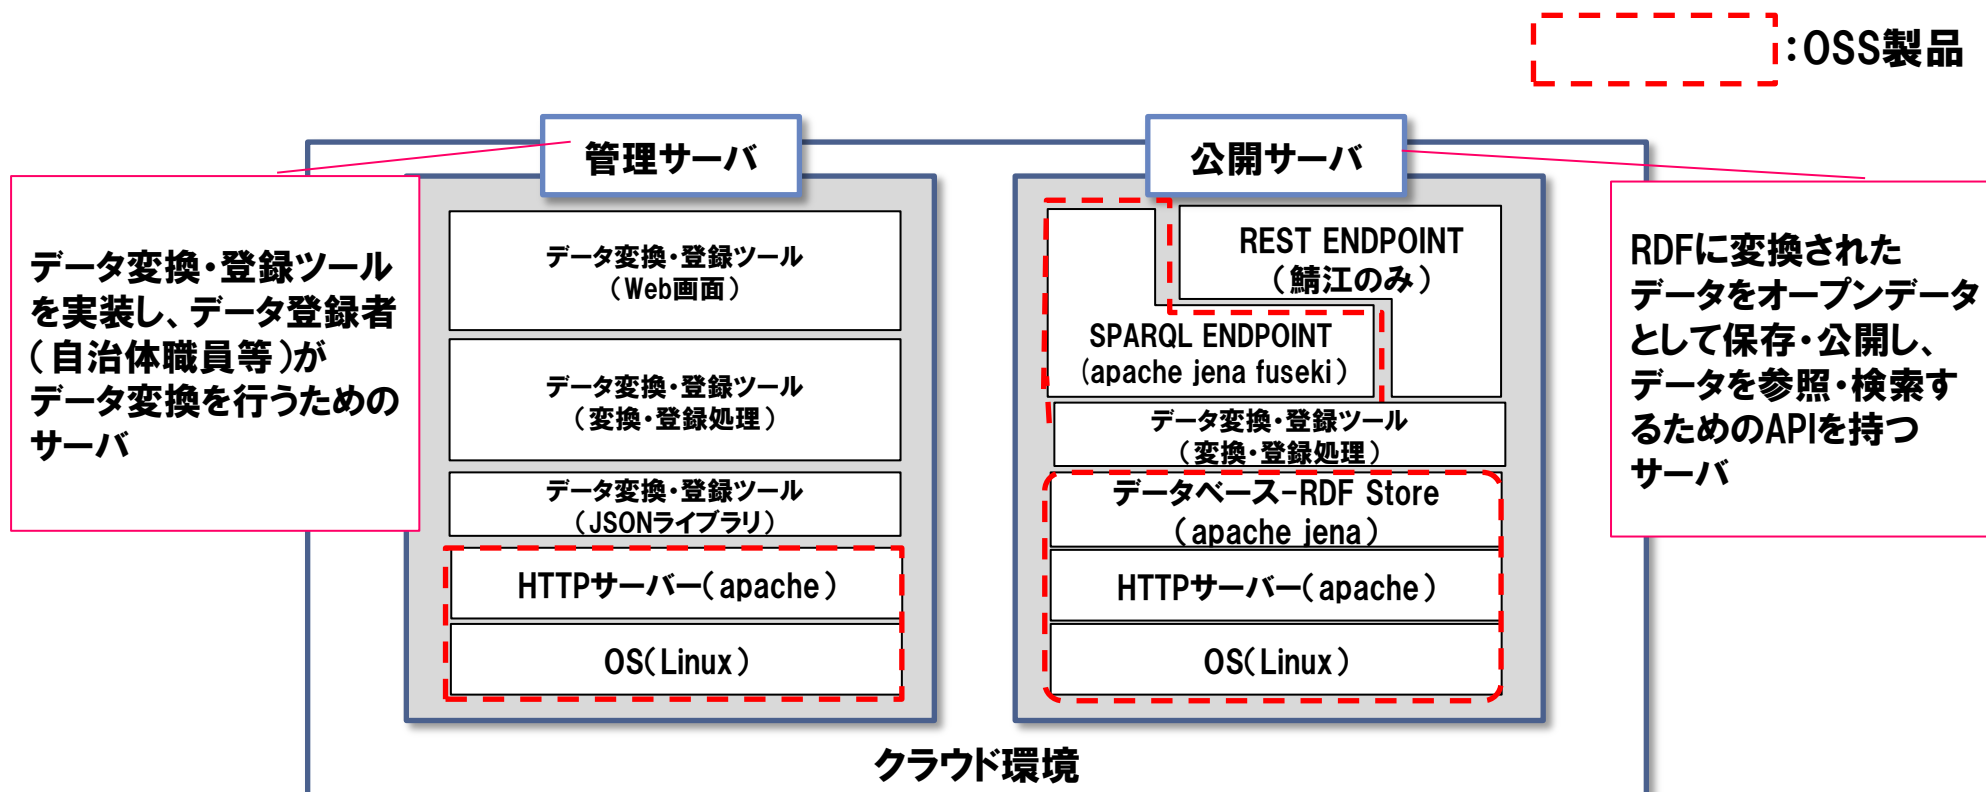 :OSS製品
管理サーバ
公開サーバ
データ変換・登録ツール
を実装し、データ登録者
(自治体職員等)が
データ変換を行うための
サーバ
データ変換・登録ツール
(Web画面)
データ変換・登録ツール
(変換・登録処理)
データ変換・登録ツール
(JSONライブラリ)
HTTPサーバー(apache)
OS(Linux)
REST ENDPOINT
(鯖江のみ)
SPARQL ENDPOINT
(apache jena fuseki)
データ変換・登録ツール
(変換・登録処理)
データベース-RDF Store
(apache jena)
HTTPサーバー(apache)
OS(Linux)
RDFに変換された
データをオープンデータ
として保存・公開し、
データを参照・検索す
るためのAPIを持つ
サーバ
クラウド環境